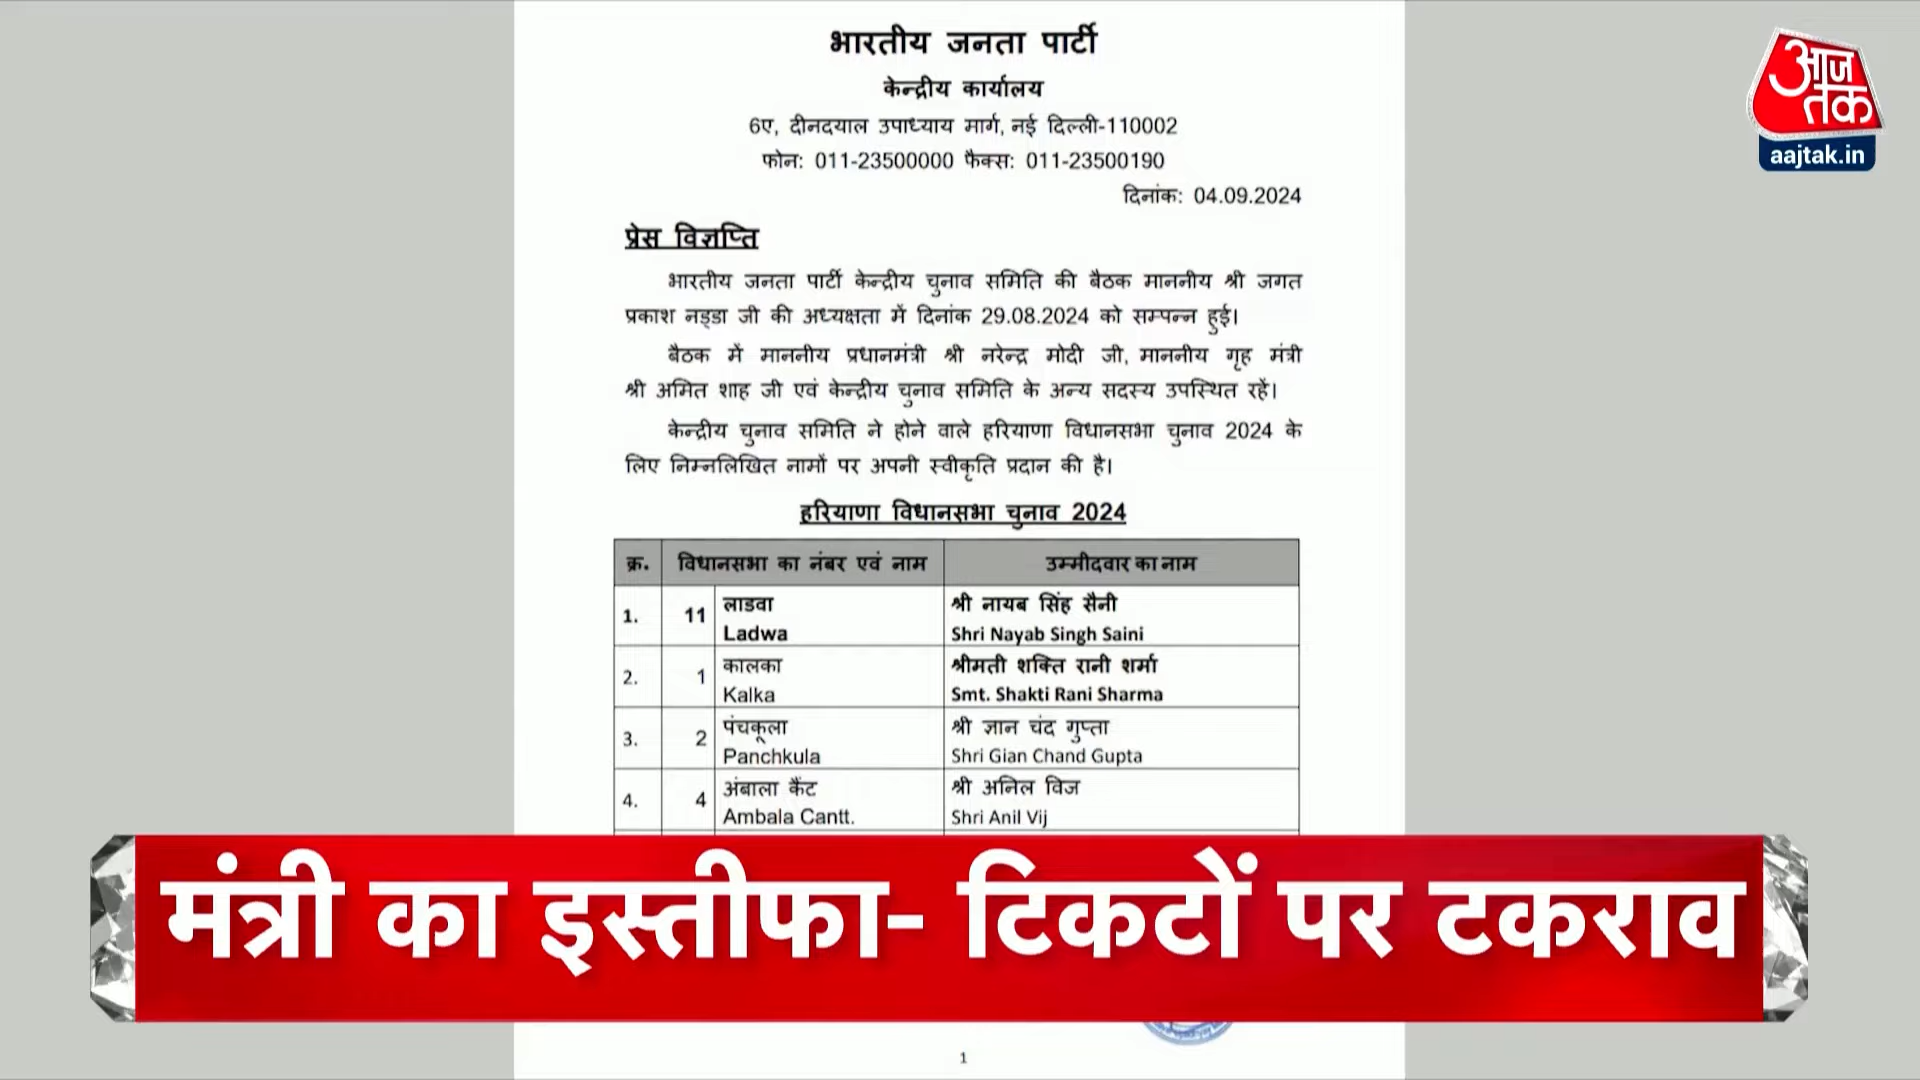 भारतीय जनता पार्टी
केन्द्रीय कार्यालय
6ए, दीनदयाल उपाध्याय मार्ग, नई दिल्ली-110002
फोन: 011-23500000 फैक्स: 011-23500190
दिनांक: 04.09.2024
आज
तक
aajtak.in
प्रेस विज्ञप्ति
भारतीय जनता पार्टी केन्द्रीय चुनाव समिति की बैठक माननीय श्री जगत
प्रकाश नड्डा जी की अध्यक्षता में दिनांक 29.08.2024 को सम्पन्न हुई।
बैठक में माननीय प्रधानमंत्री श्री नरेन्द्र मोदी जी, माननीय गृह मंत्री
श्री अमित शाह जी एवं केन्द्रीय चुनाव समिति के अन्य सदस्य उपस्थित रहें।
केन्द्रीय चुनाव समिति ने होने वाले हरियाणा विधानसभा चुनाव 2024 के
लिए निम्नलिखित नामों पर अपनी स्वीकृति प्रदान की है।
हरियाणा विधानसभा चुनाव 2024
क्र. विधानसभा का नंबर एवं नाम उम्मीदवार का नाम
1. 11 लाडवा श्री नायब सिंह सैनी
Ladwa Shri Nayab Singh Saini
2. 1 कालका श्रीमती शक्ति रानी शर्मा
Kalka Smt. Shakti Rani Sharma
3. 2 पंचकूला श्री ज्ञान चंद गुप्ता
Panchkula Shri Gian Chand Gupta
4. 4 अंबाला कैंट श्री अनिल विज
Ambala Cantt. Shri Anil Vij
मंत्री का इस्तीफा- टिकटों पर टकराव
1